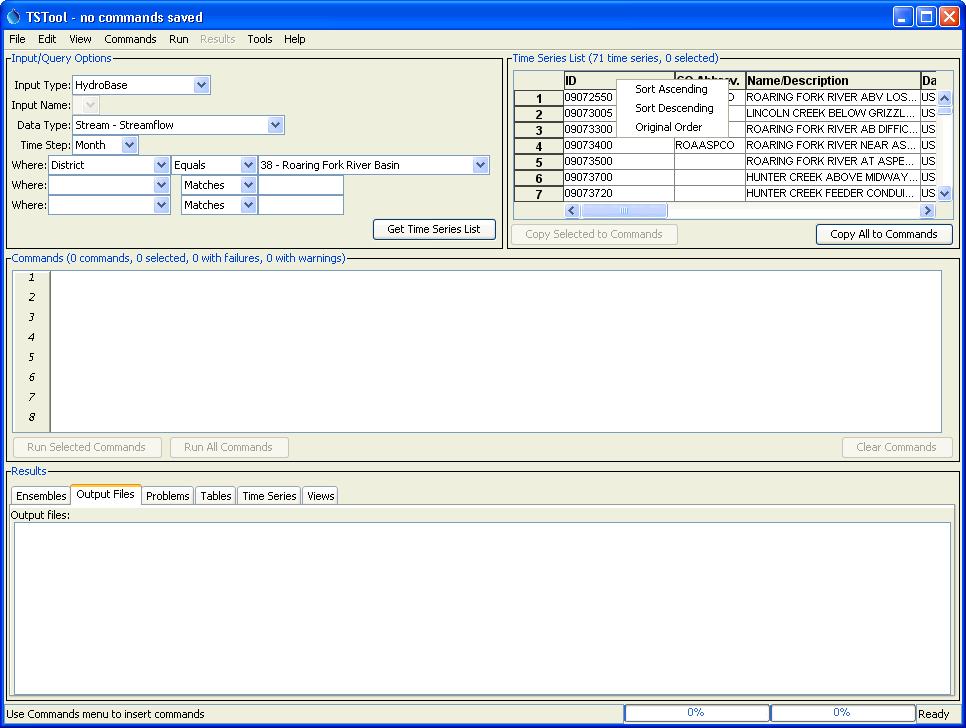 TSTool - no commands saved
File Edit View Commands Run Results Tools Help
Input/Query Options
Input Type: HydroBase
Input Name:
Data Type: Stream - Streamflow
Time Step: Month
Where: District Equals 38 - Roaring Fork River Basin
Where: Matches
Where: Matches
Get Time Series List
Time Series List (71 time series, 0 selected)
ID Name/Description Da
1 09072550 O ROARING FORK RIVER ABV LOS... US
2 09073005 LINCOLN CREEK BELOW GRIZZL... US
3 09073300 ROARING FORK RIVER AB DIFFIC... US
4 09073400 ROAASPCO ROARING FORK RIVER NEAR AS... US
5 09073500 ROARING FORK RIVER AT ASPE... US
6 09073700 HUNTER CREEK ABOVE MIDWAY... US
7 09073720 HUNTER CREEK FEEDER CONDUI... US
Sort Ascending
Sort Descending
Original Order
Copy Selected to Commands Copy All to Commands
Commands (0 commands, 0 selected, 0 with failures, 0 with warnings)
1
2
3
4
5
6
7
8
Run Selected Commands Run All Commands Clear Commands
Results
Ensembles Output Files Problems Tables Time Series Views
Output files:
Use Commands menu to insert commands 0% 0% Ready